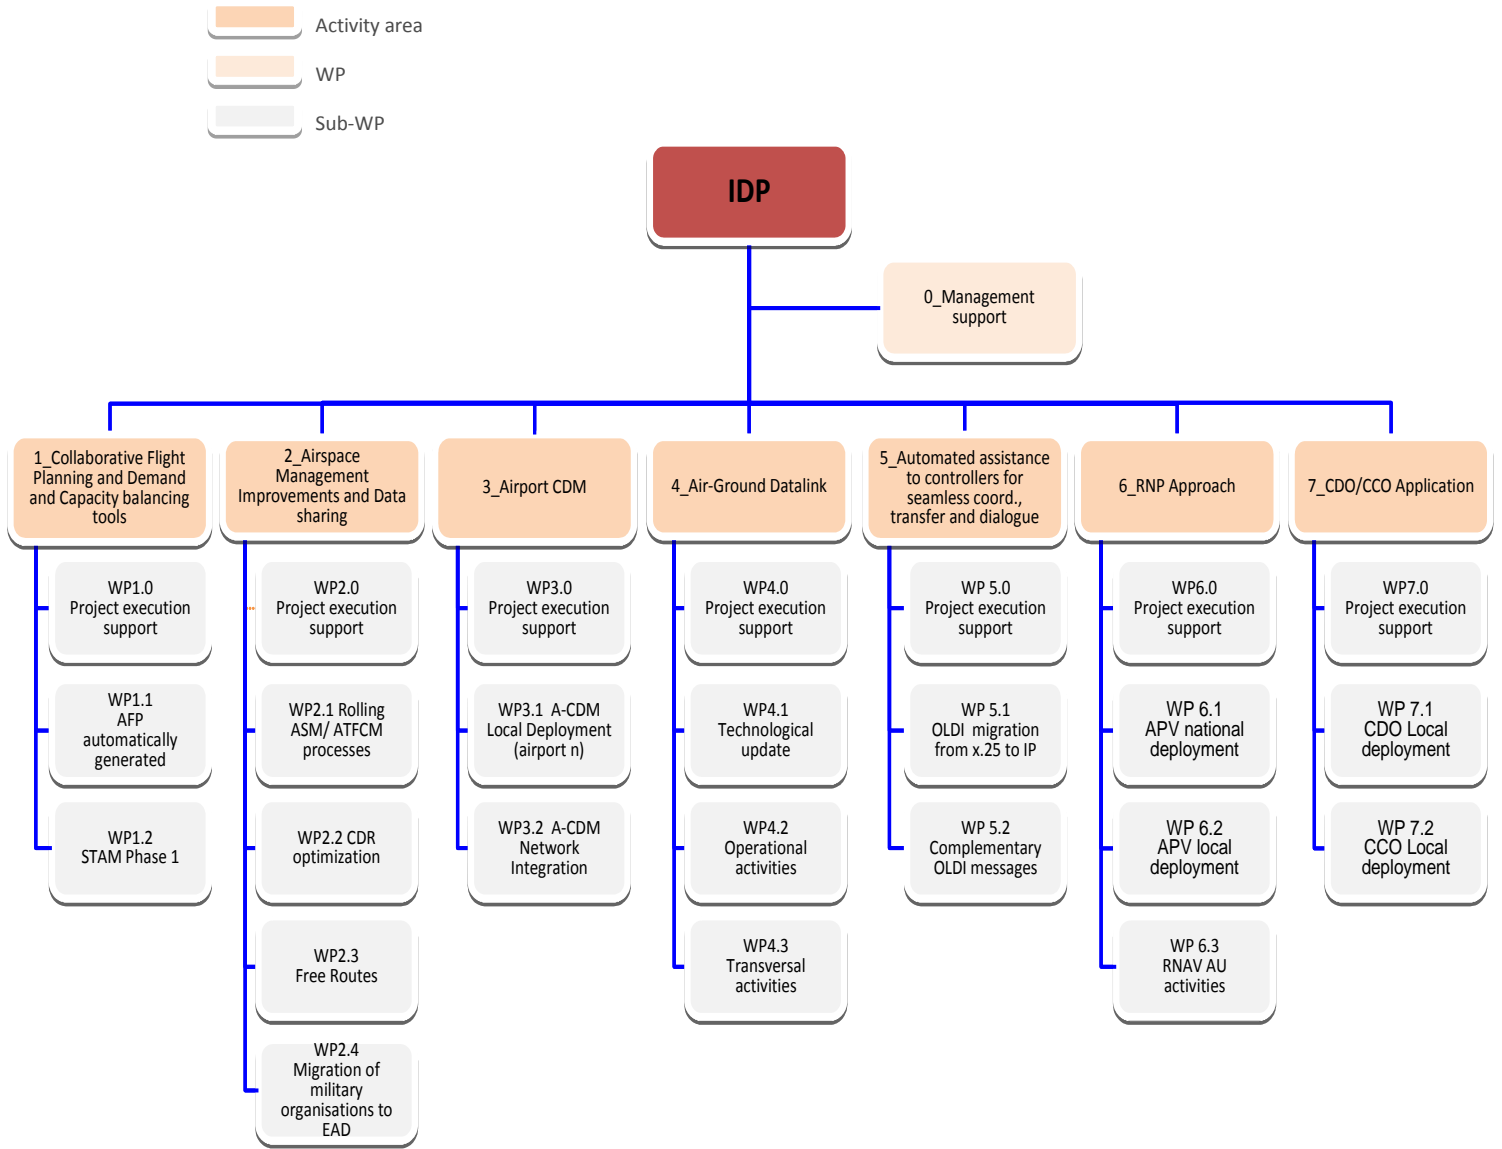 Activity area
WP
Sub-WP
IDP
0_Management
support
1_Collaborative Flight
Planning and Demand
and Capacity balancing
tools
2_Airspace
Management
Improvements and Data
sharing
3_Airport CDM
4_Air-Ground Datalink
5_Automated assistance
to controllers for
seamless coord.,
transfer and dialogue
6_RNP Approach
7_CDO/CCO Application
WP1.0
Project execution
support
WP2.0
Project execution
support
WP3.0
Project execution
support
WP4.0
Project execution
support
WP 5.0
Project execution
support
WP6.0
Project execution
support
WP7.0
Project execution
support
WP1.1
AFP
automatically
generated
WP2.1 Rolling
ASM/ ATFCM
processes
WP3.1 A-CDM
Local Deployment
(airport n)
WP4.1
Technological
update
WP 5.1
OLDI migration
from x.25 to IP
WP 6.1
APV national
deployment
WP 7.1
CDO Local
deployment
WP1.2
STAM Phase 1
WP2.2 CDR
optimization
WP3.2 A-CDM
Network
Integration
WP4.2
Operational
activities
WP 5.2
Complementary
OLDI messages
WP 6.2
APV local
deployment
WP 7.2
CCO Local
deployment
WP2.3
Free Routes
WP4.3
Transversal
activities
WP 6.3
RNAV AU
activities
WP2.4
Migration of
military
organisations to
EAD